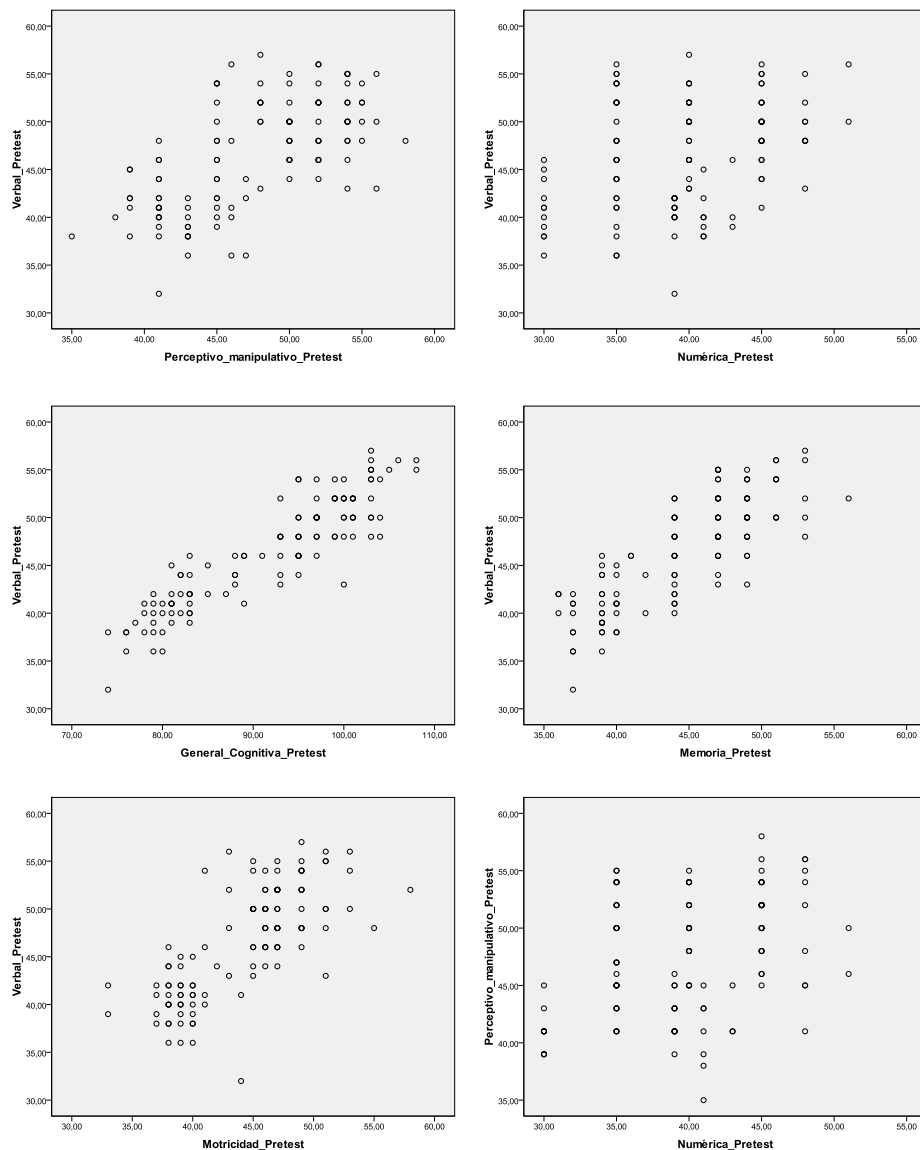 60,00
55,00
50,00
45,00
40,00
35,00
30,00
Verbal_Pretest
35,00 40,00 45,00 50,00 55,00 60,00
Perceptivo_manipulativo_Pretest
60,00
55,00
50,00
45,00
40,00
35,00
30,00
Verbal_Pretest
30,00 35,00 40,00 45,00 50,00 55,00
Numérica_Pretest
60,00
55,00
50,00
45,00
40,00
35,00
30,00
Verbal_Pretest
70,00 80,00 90,00 100,00 110,00
General_Cognitiva_Pretest
60,00
55,00
50,00
45,00
40,00
35,00
30,00
Verbal_Pretest
35,00 40,00 45,00 50,00 55,00 60,00
Memoria_Pretest
60,00
55,00
50,00
45,00
40,00
35,00
30,00
Verbal_Pretest
30,00 35,00 40,00 45,00 50,00 55,00 60,00
Motricidad_Pretest
60,00
55,00
50,00
45,00
40,00
35,00
Perceptivo_manipulativo_Pretest
30,00 35,00 40,00 45,00 50,00 55,00
Numérica_Pretest